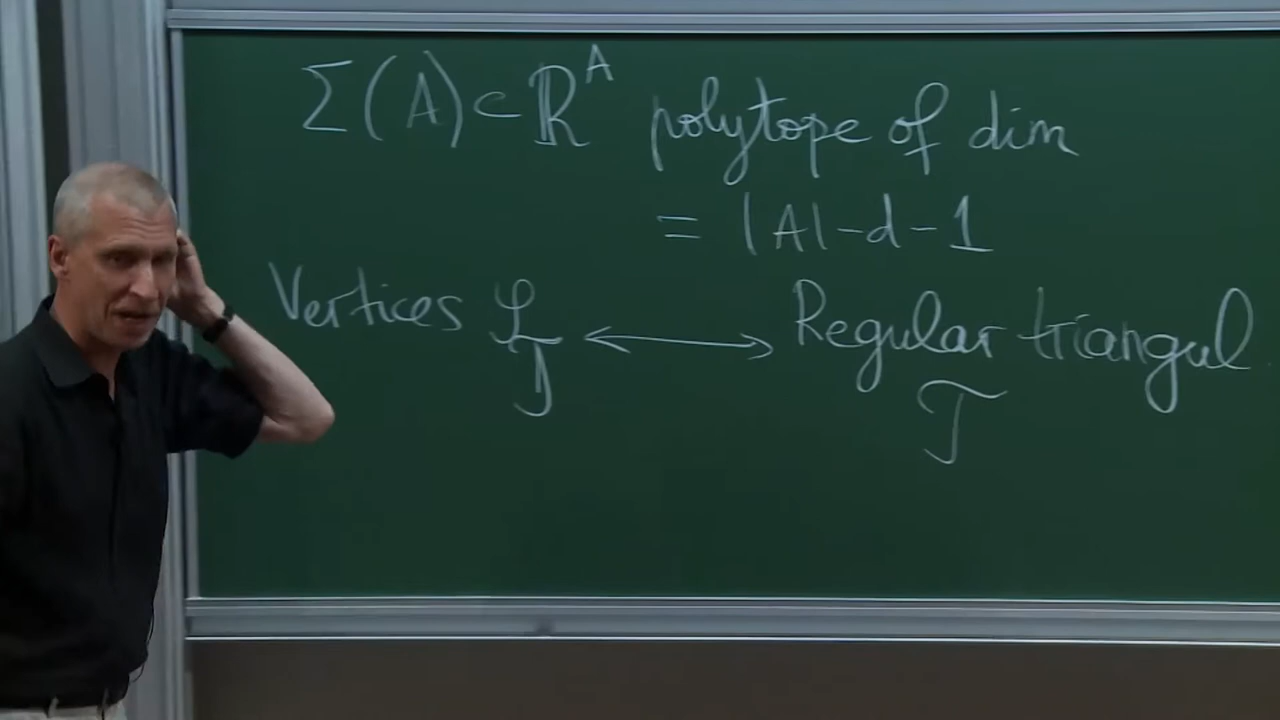 Σ(A) ⊂ ℝ^A polytope of dim
= |A|-d-1
Vertices φ_T ⟷ Regular triangul.
T